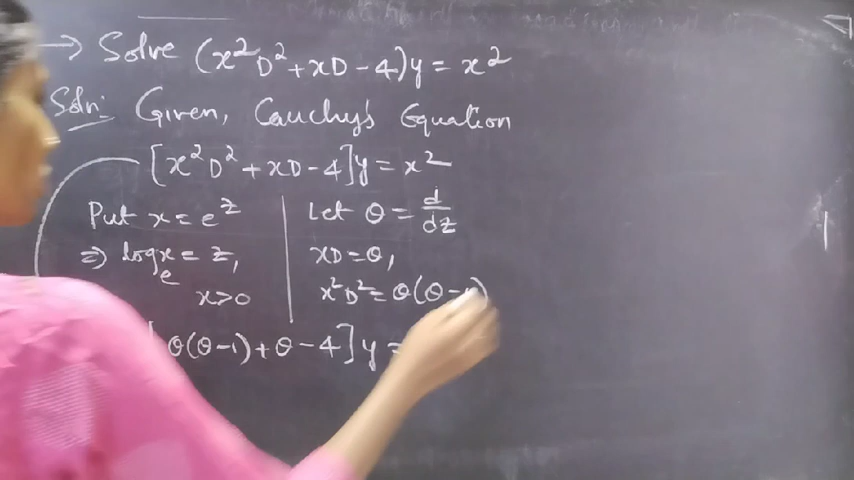 → Solve (x²D²+xD-4)y = x²
Soln: Given, Cauchy's Equation
[x²D²+xD-4]y = x²
Put x = e^z
⇒ log_e x = z,
x>0
Let θ = d/dz
xD = θ,
x²D² = θ(θ-1)
θ(θ-1)+θ-4]y =